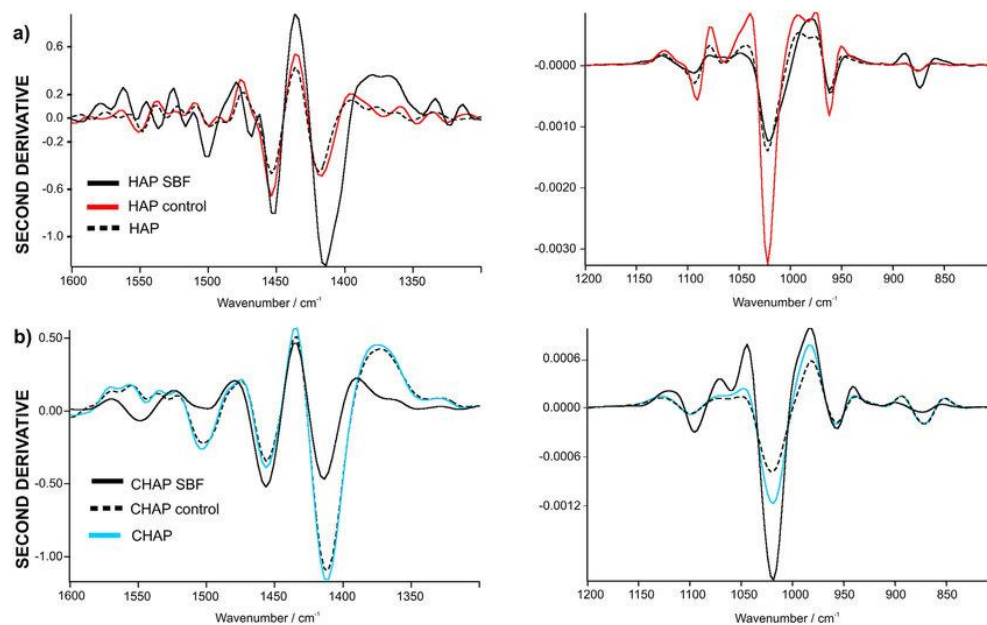 a)
SECOND DERIVATIVE
0.6
0.2
0.0
-0.2
-0.6
-1.0
HAP SBF
HAP control
HAP
1600 1550 1500 1450 1400 1350
Wavenumber / cm-1
-0.0000
-0.0010
-0.0020
-0.0030
1200 1150 1100 1050 1000 950 900 850
Wavenumber / cm-1
b)
SECOND DERIVATIVE
0.50
0.00
-0.50
-1.00
CHAP SBF
CHAP control
CHAP
1600 1550 1500 1450 1400 1350
Wavenumber / cm-1
0.0006
0.0000
-0.0006
-0.0012
1200 1150 1100 1050 1000 950 900 850
Wavenumber / cm-1